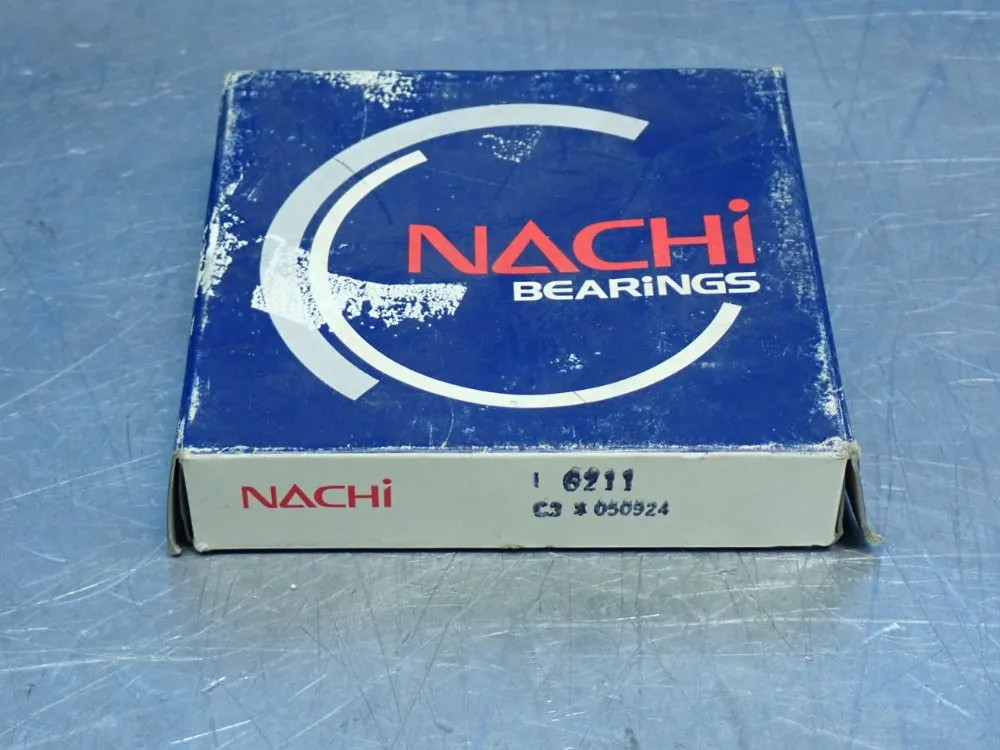 NACHi
BEARiNGS
NACHi
I 6211
C3 * 050924